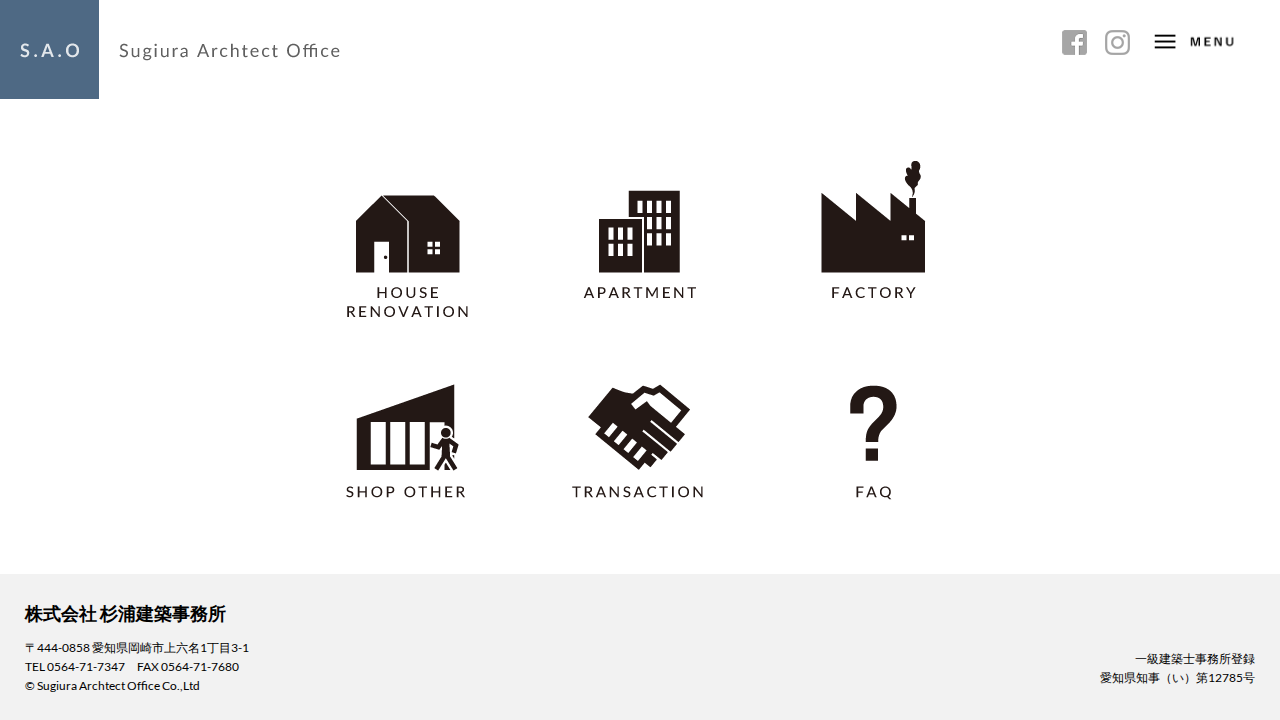 S.A.O
Sugiura Archtect Office
MENU
HOUSE
RENOVATION
APARTMENT
FACTORY
SHOP OTHER
TRANSACTION
FAQ
株式会社 杉浦建築事務所
〒444-0858 愛知県岡崎市上六名1丁目3-1
TEL 0564-71-7347　FAX 0564-71-7680
© Sugiura Archtect Office Co.,Ltd
一級建築士事務所登録
愛知県知事（い）第12785号